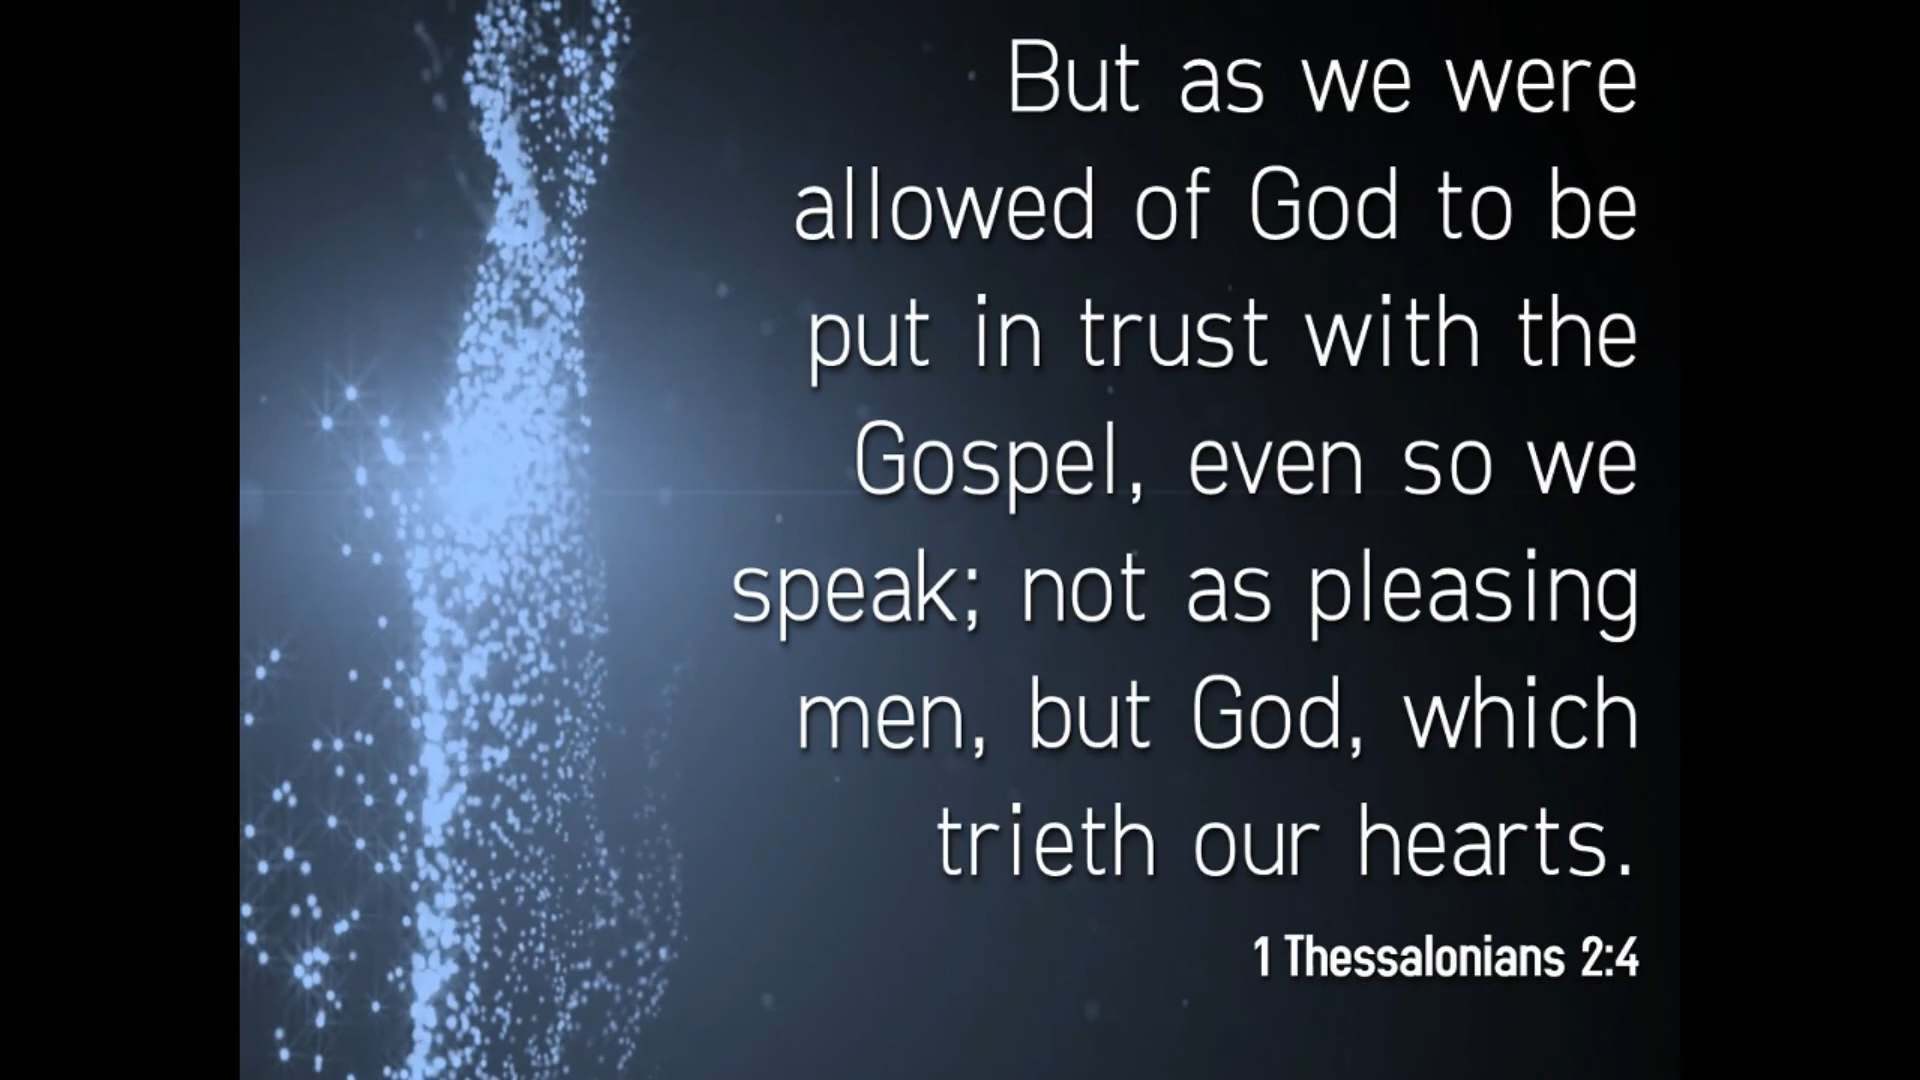 But as we were
allowed of God to be
put in trust with the
Gospel, even so we
speak; not as pleasing
men, but God, which
trieth our hearts.
1 Thessalonians 2:4